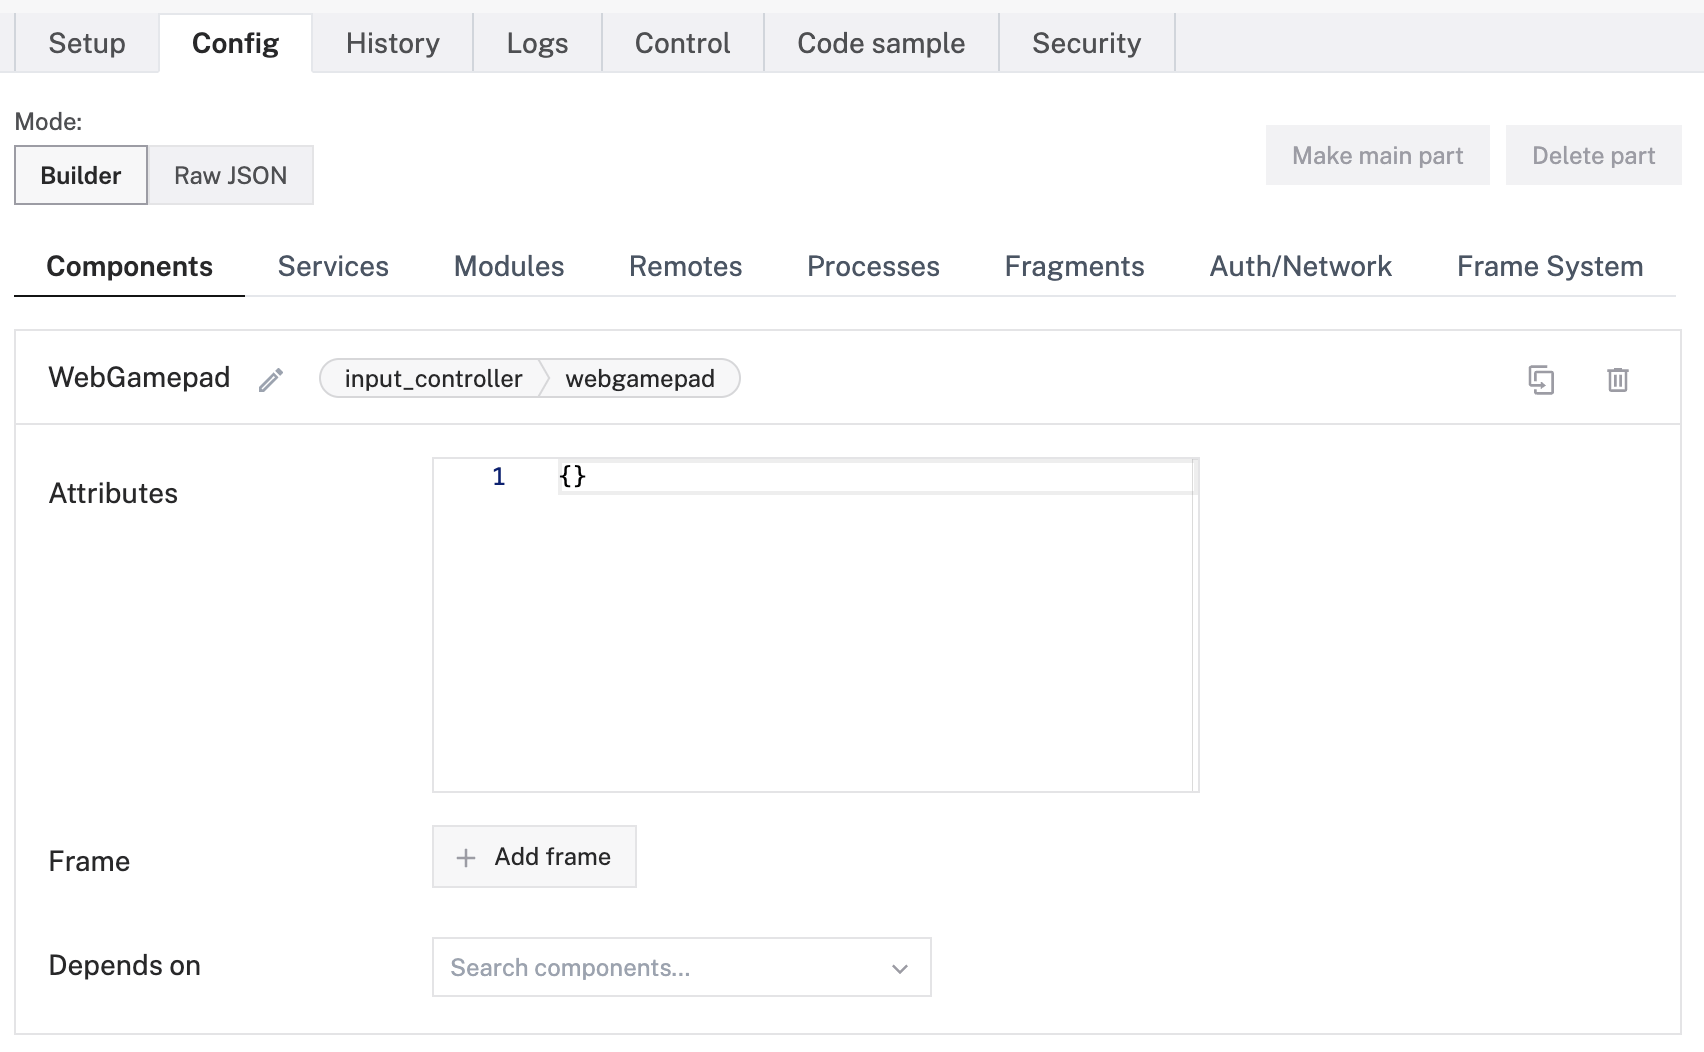 Setup Config History Logs Control Code sample Security
Mode:
Builder Raw JSON
Make main part Delete part
Components Services Modules Remotes Processes Fragments Auth/Network Frame System
WebGamepad input_controller webgamepad
Attributes
1 {}
Frame
Add frame
Depends on
Search components...